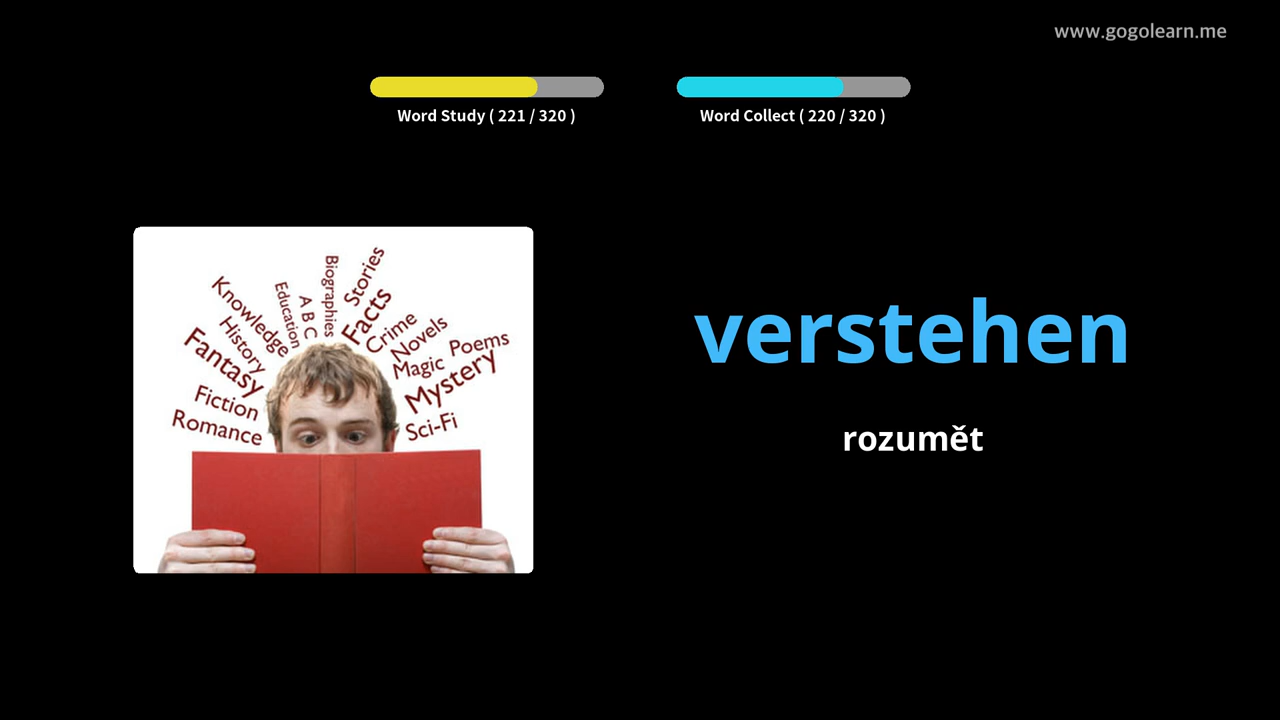 www.gogolearn.me
Word Study ( 221 / 320 )
Word Collect ( 220 / 320 )
Biographies
Stories
Education
A B C
Facts
Knowledge
Crime
History
Novels
Poems
Fantasy
Magic
Mystery
Fiction
Romance
Sci-Fi
verstehen
rozumět